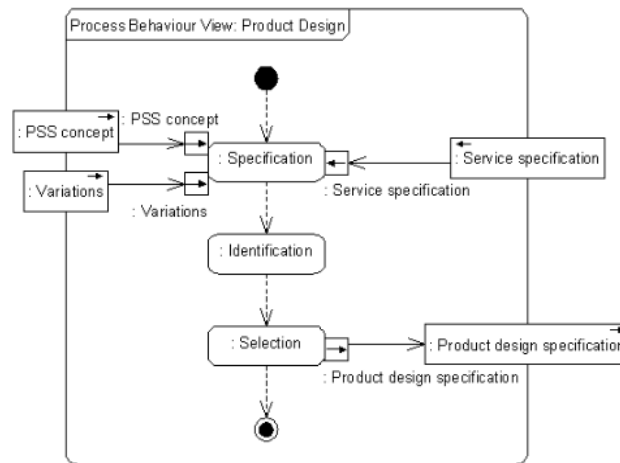 Process Behaviour View: Product Design
: PSS concept
: PSS concept
: Specification
: Service specification
: Variations
: Service specification
: Variations
: Identification
: Selection
: Product design specification
: Product design specification